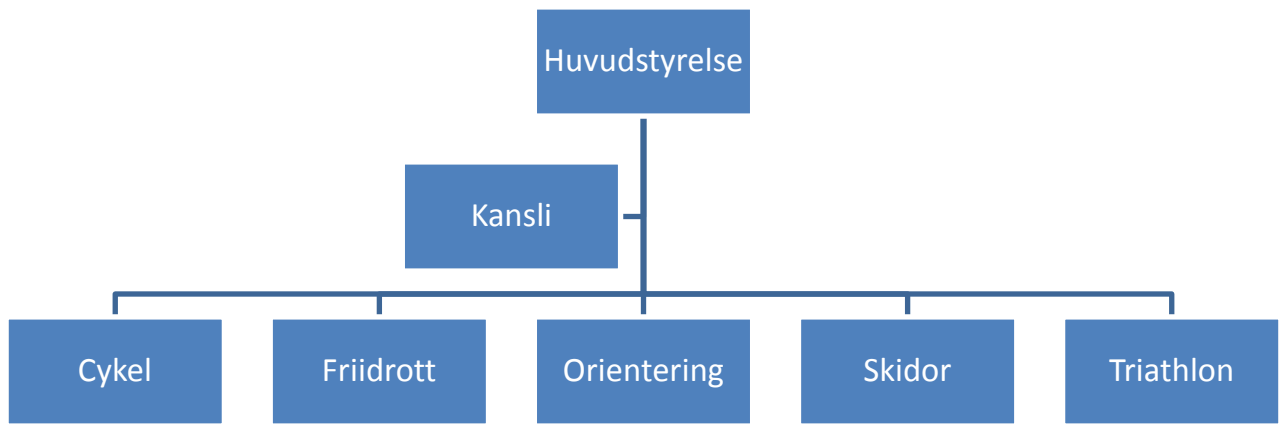 Huvudstyrelse
Kansli
Cykel
Friidrott
Orientering
Skidor
Triathlon